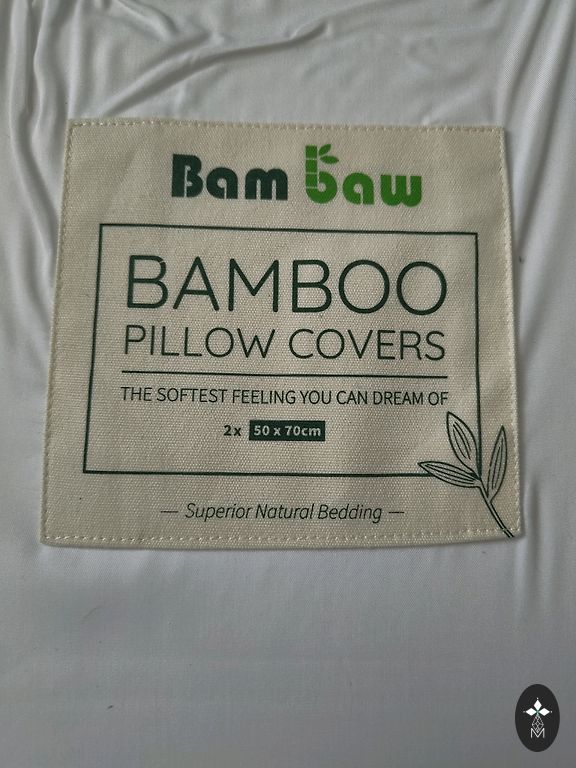 Bam baw
BAMBOO
PILLOW COVERS
THE SOFTEST FEELING YOU CAN DREAM OF
2x 50 x 70cm
— Superior Natural Bedding —
M